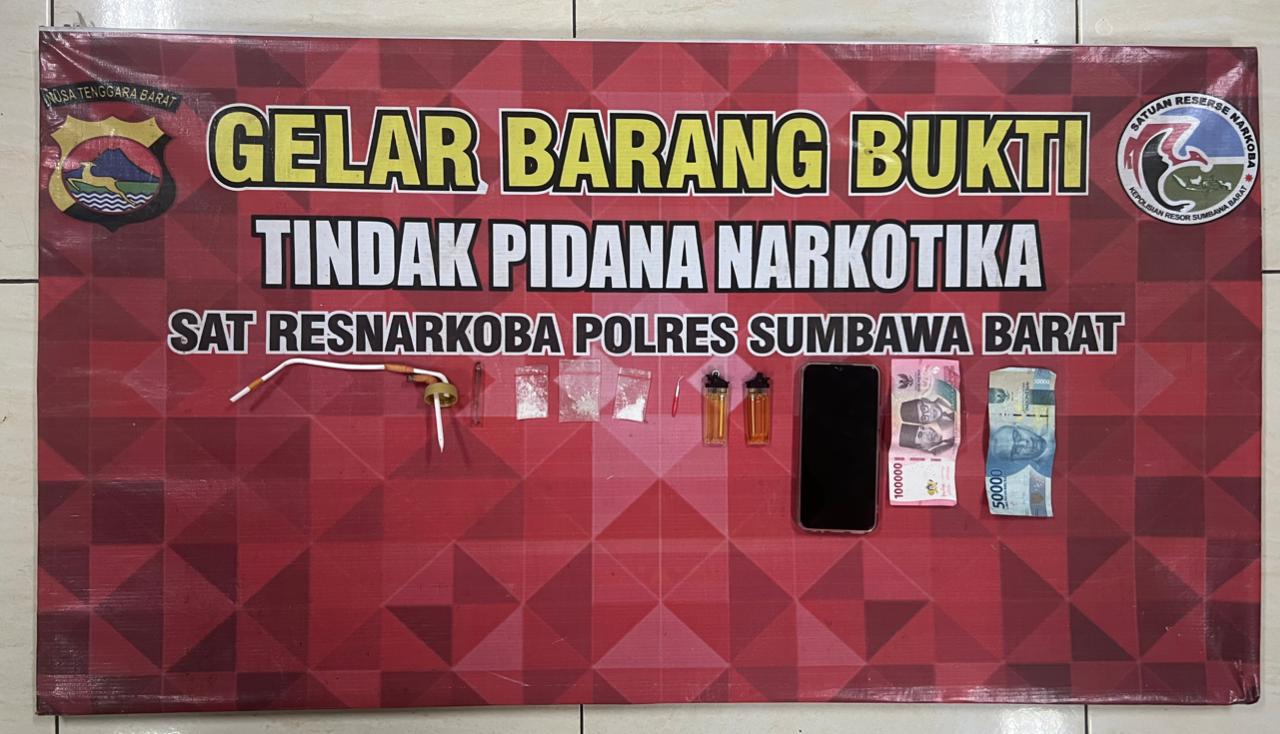 NUSA TENGGARA BARAT
GELAR BARANG BUKTI
SATUAN RESERSE NARKOBA
KEPOLISIAN RESOR SUMBAWA BARAT
TINDAK PIDANA NARKOTIKA
SAT RESNARKOBA POLRES SUMBAWA BARAT
100000
50000